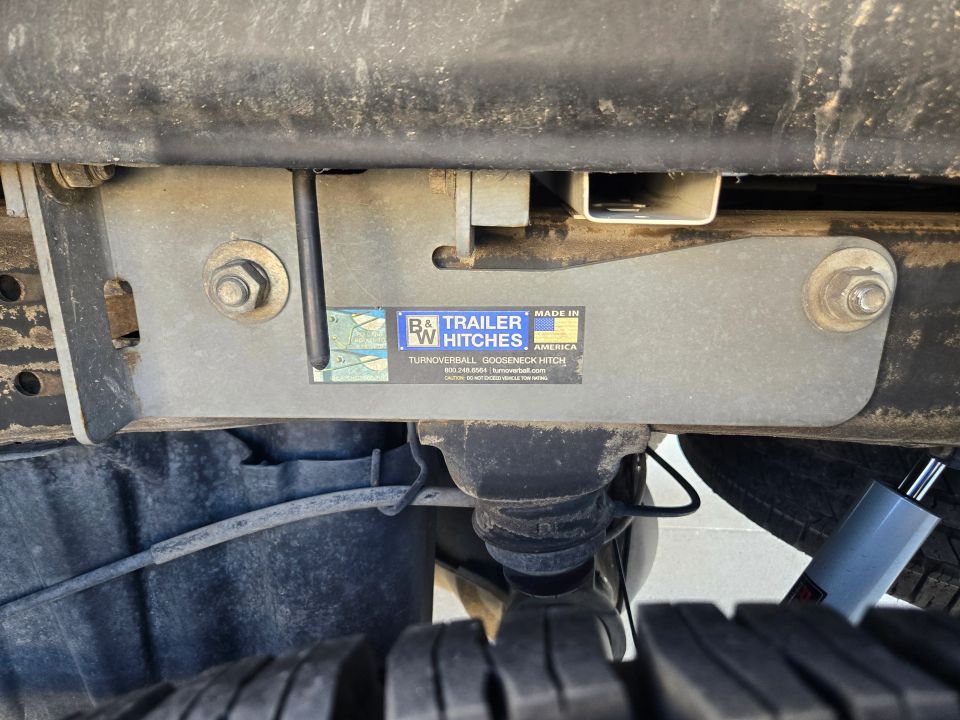 B&W
TRAILER
HITCHES
MADE IN
AMERICA
TURNOVERBALL GOOSENECK HITCH
800.248.6564 | turnoverball.com
CAUTION: DO NOT EXCEED VEHICLE TOW RATING